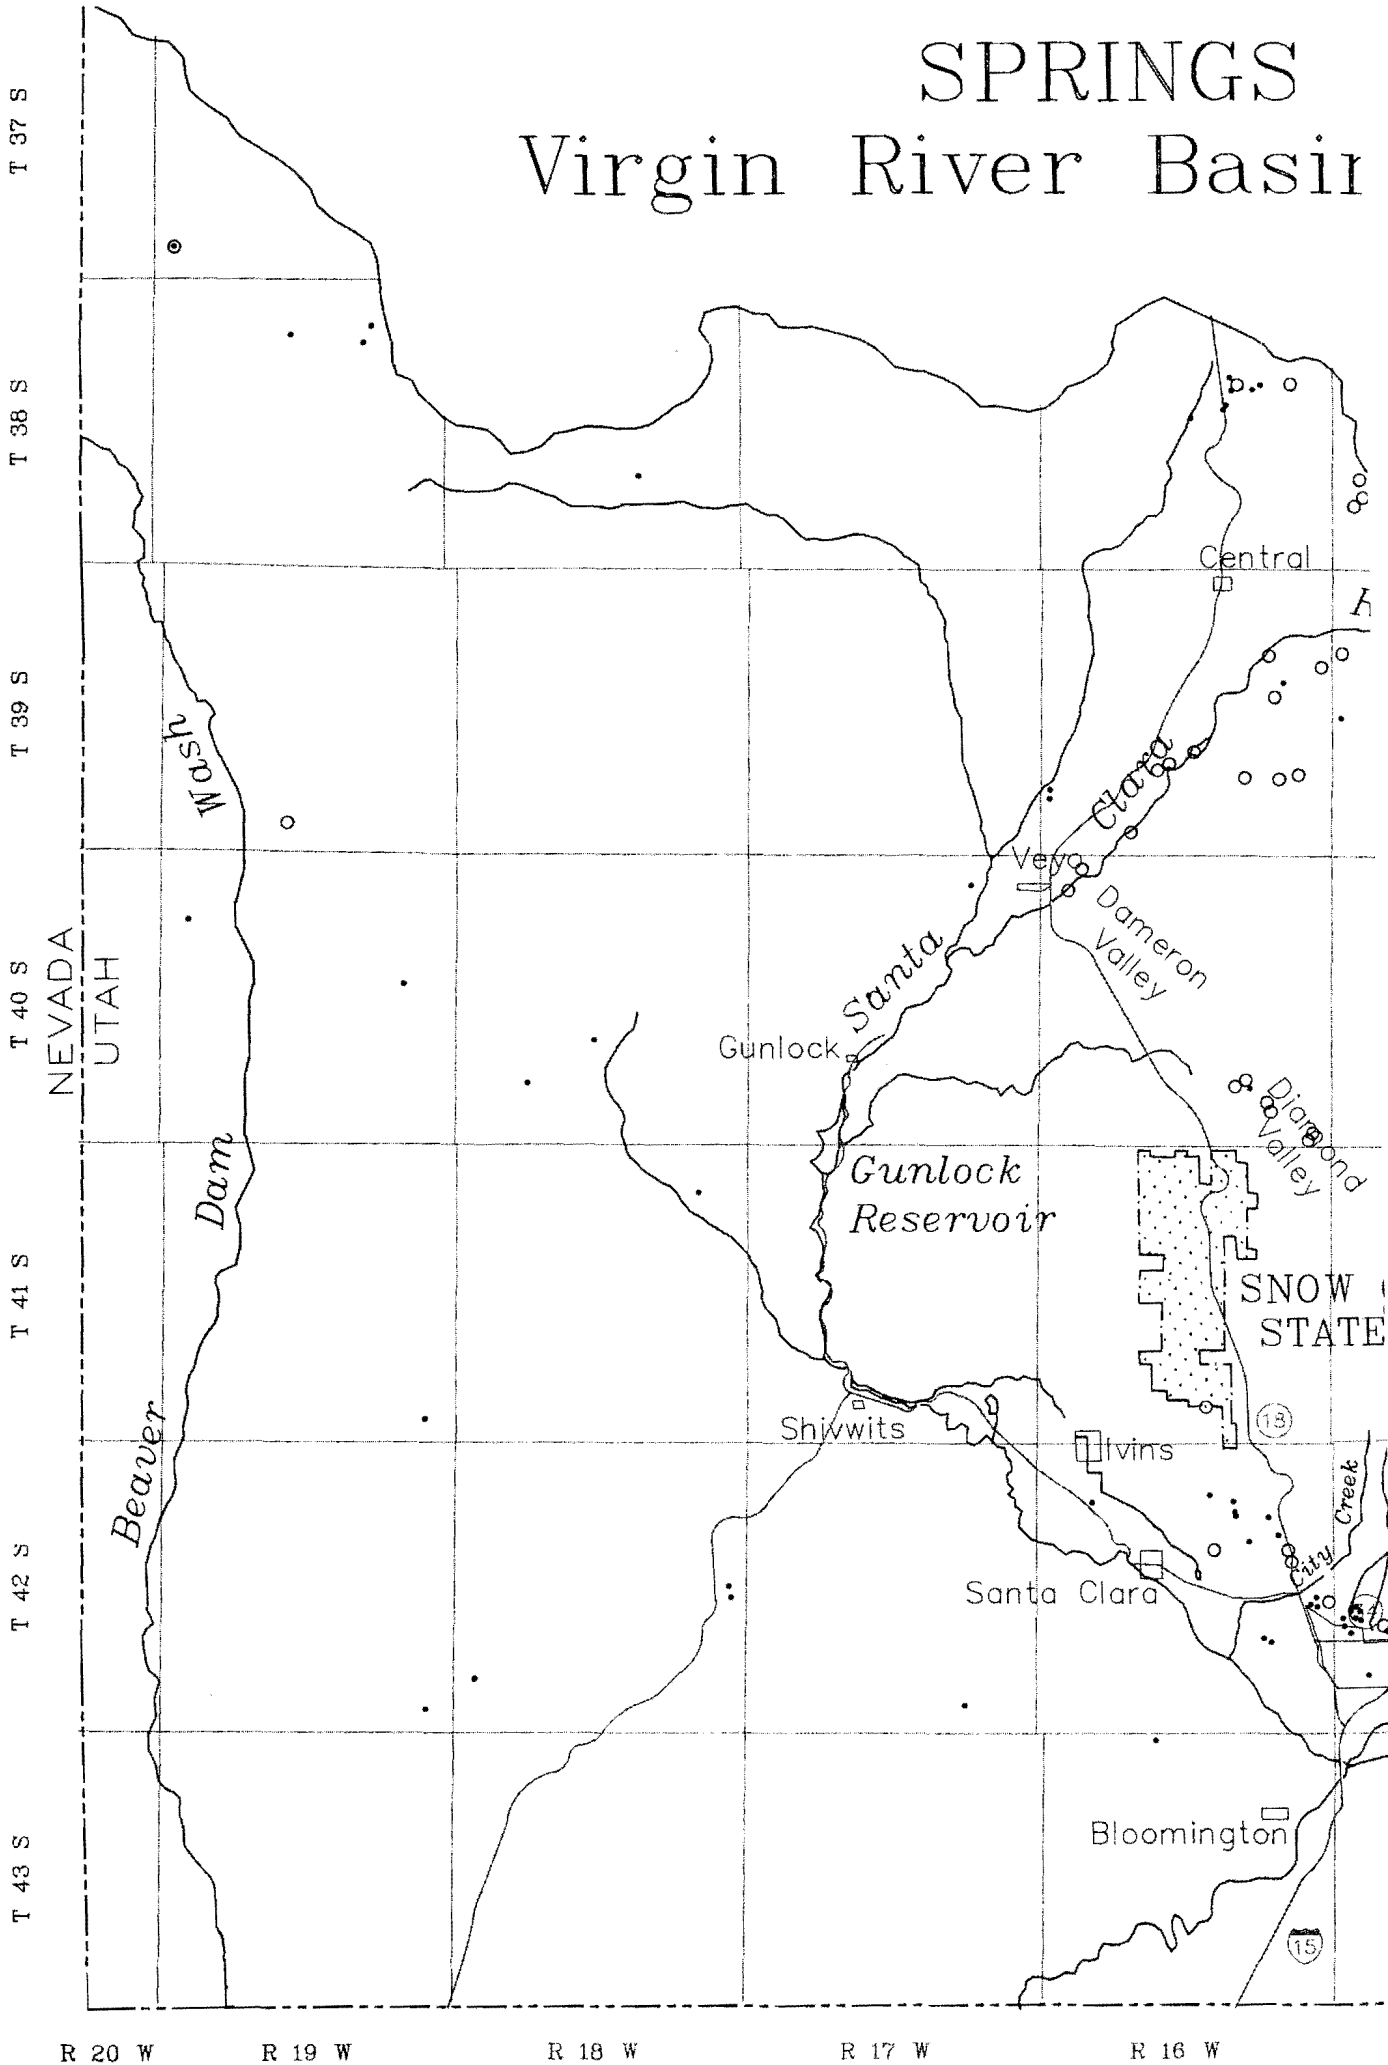 SPRINGS
Virgin River Basin
T 37 S
T 38 S
Central
T 39 S
Wash
Clara
Veyo
Dameron
Valley
NEVADA
UTAH
T 40 S
Santa
Gunlock
Diamond
Valley
Dam
Gunlock
Reservoir
T 41 S
SNOW
STATE
Shivwits
18
Ivins
Beaver
Creek
City
T 42 S
Santa Clara
Bloomington
T 43 S
15
R 20 W
R 19 W
R 18 W
R 17 W
R 16 W